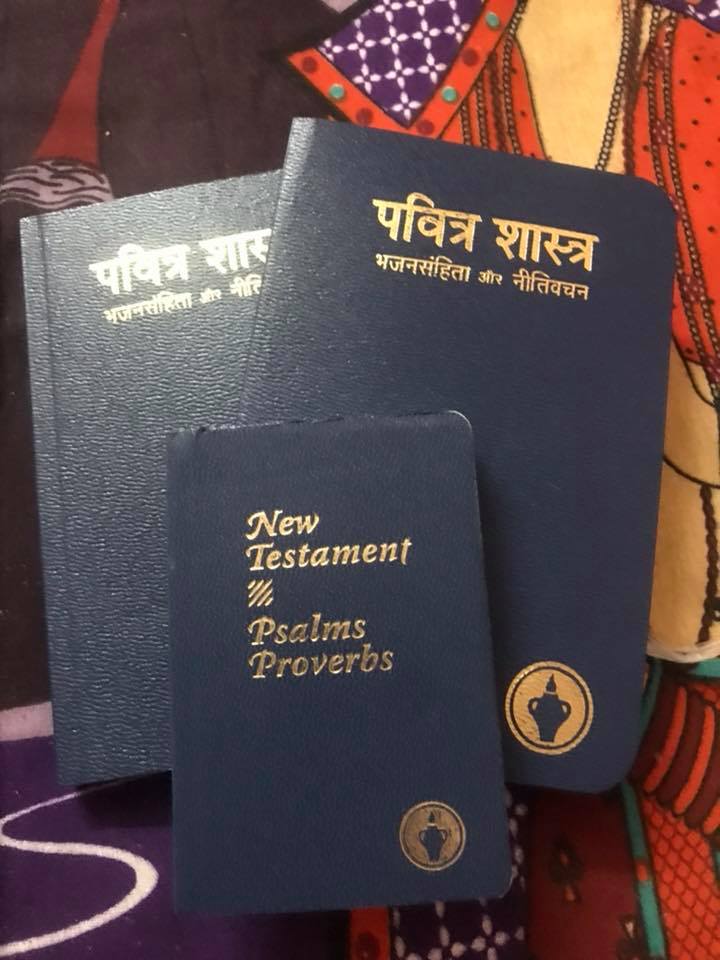 पवित्र शास्त्र
भजनसंहिता और नीतिवचन
पवित्र
भजनसंहिता और
New
Testament
Psalms
Proverbs